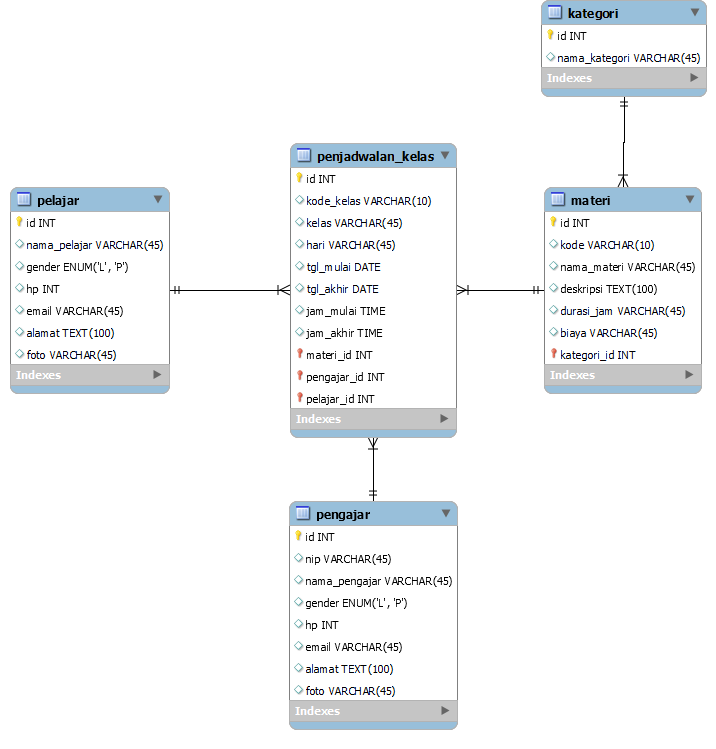 kategori
id INT
nama_kategori VARCHAR(45)
Indexes
penjadwalan_kelas
id INT
kode_kelas VARCHAR(10)
kelas VARCHAR(45)
hari VARCHAR(45)
tgl_mulai DATE
tgl_akhir DATE
jam_mulai TIME
jam_akhir TIME
materi_id INT
pengajar_id INT
pelajar_id INT
Indexes
pelajar
id INT
nama_pelajar VARCHAR(45)
gender ENUM('L', 'P')
hp INT
email VARCHAR(45)
alamat TEXT(100)
foto VARCHAR(45)
Indexes
materi
id INT
kode VARCHAR(10)
nama_materi VARCHAR(45)
deskripsi TEXT(100)
durasi_jam VARCHAR(45)
biaya VARCHAR(45)
kategori_id INT
Indexes
pengajar
id INT
nip VARCHAR(45)
nama_pengajar VARCHAR(45)
gender ENUM('L', 'P')
hp INT
email VARCHAR(45)
alamat TEXT(100)
foto VARCHAR(45)
Indexes